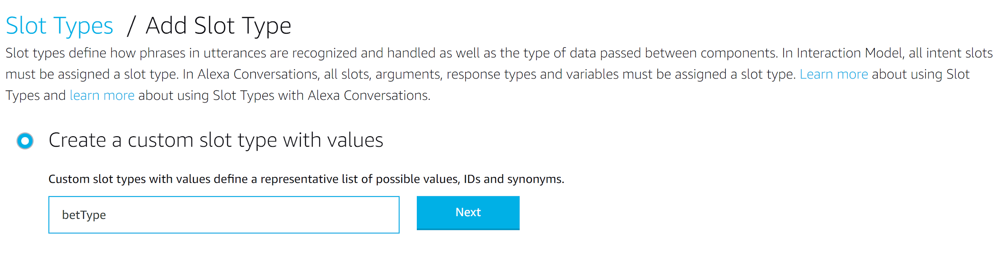 Slot Types / Add Slot Type
Slot types define how phrases in utterances are recognized and handled as well as the type of data passed between components. In Interaction Model, all intent slots
must be assigned a slot type. In Alexa Conversations, all slots, arguments, response types and variables must be assigned a slot type. Learn more about using Slot
Types and learn more about using Slot Types with Alexa Conversations.
Create a custom slot type with values
Custom slot types with values define a representative list of possible values, IDs and synonyms.
betType
Next